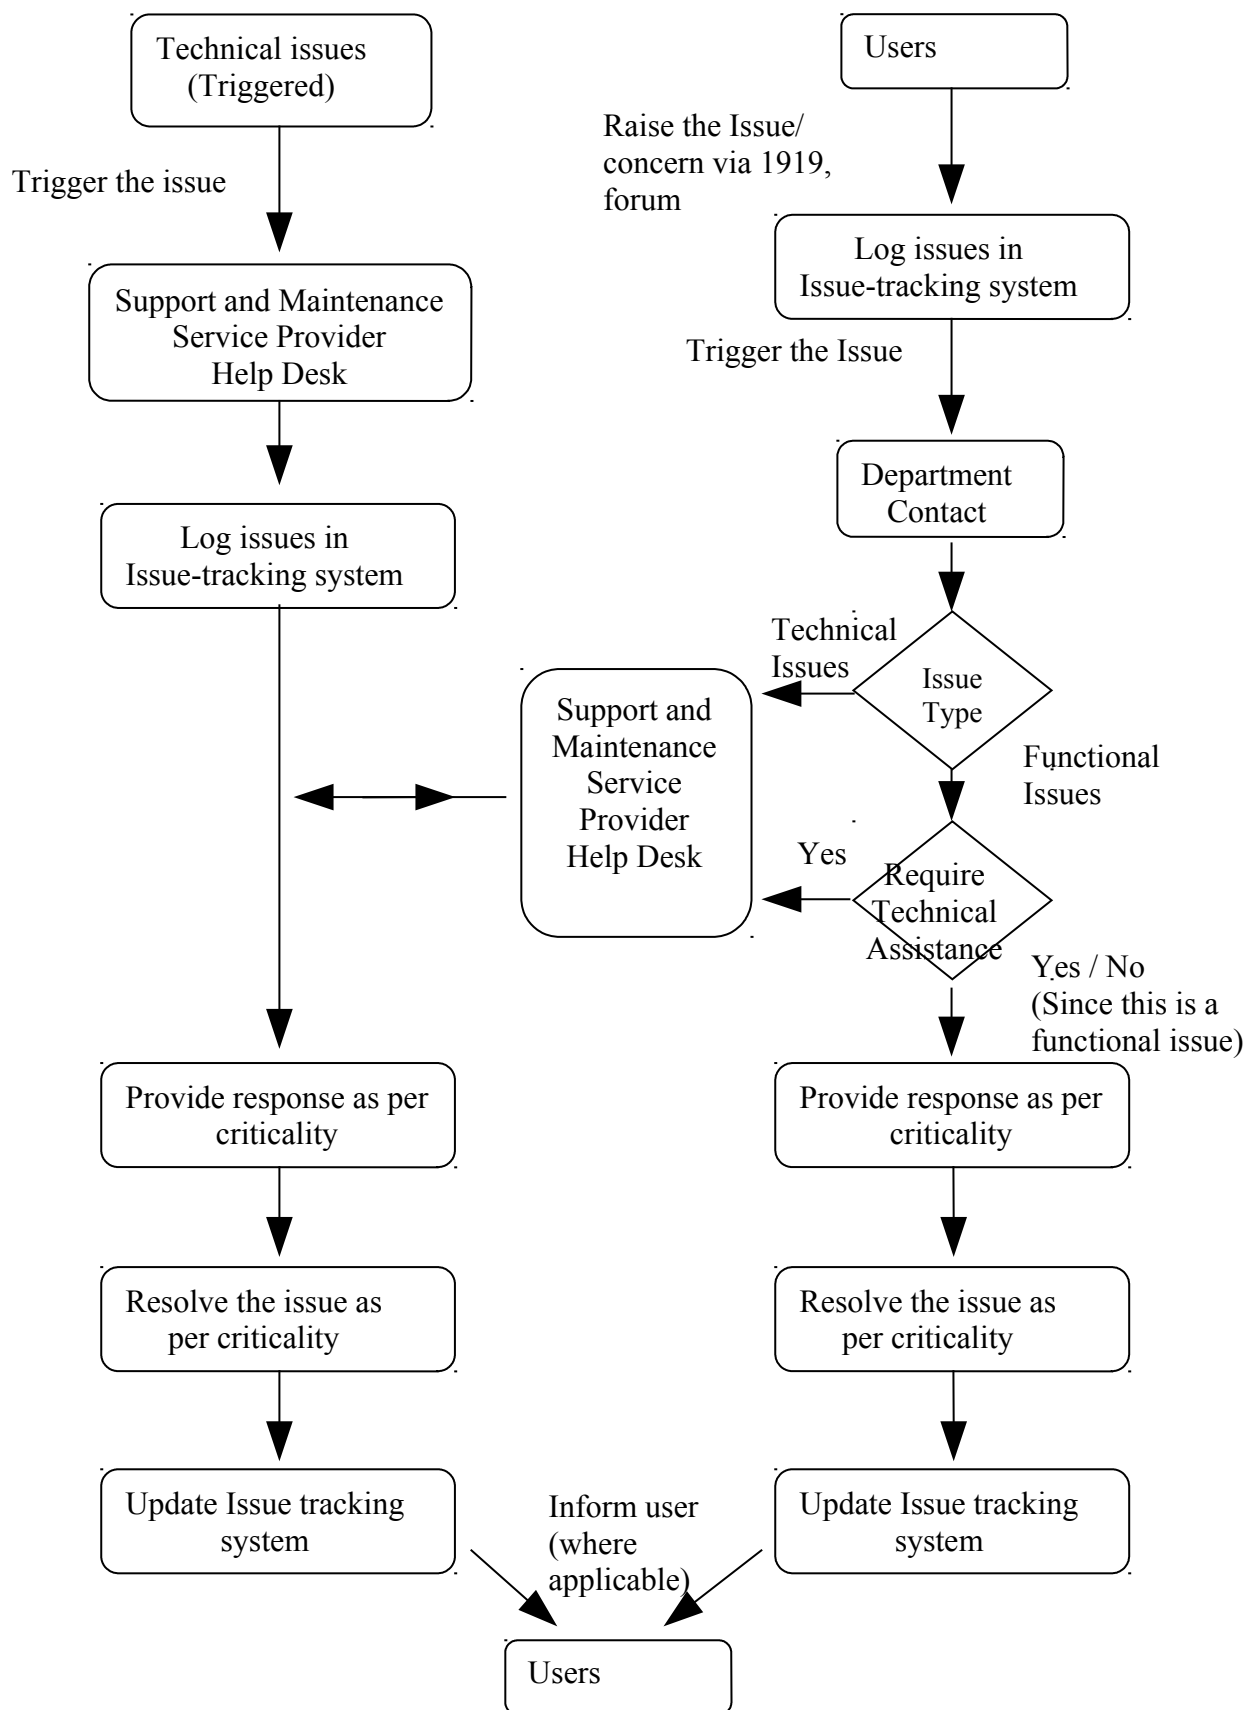 Technical issues
(Triggered)
Users
Raise the Issue/
concern via 1919,
forum
Trigger the issue
Log issues in
Issue-tracking system
Support and Maintenance
Service Provider
Help Desk
Trigger the Issue
Department
Contact
Log issues in
Issue-tracking system
Technical
Issues
Issue
Type
Support and
Maintenance
Service
Provider
Help Desk
Functional
Issues
Yes
Require
Technical
Assistance
Yes / No
(Since this is a
functional issue)
Provide response as per
criticality
Provide response as per
criticality
Resolve the issue as
per criticality
Resolve the issue as
per criticality
Update Issue tracking
system
Inform user
(where
applicable)
Update Issue tracking
system
Users